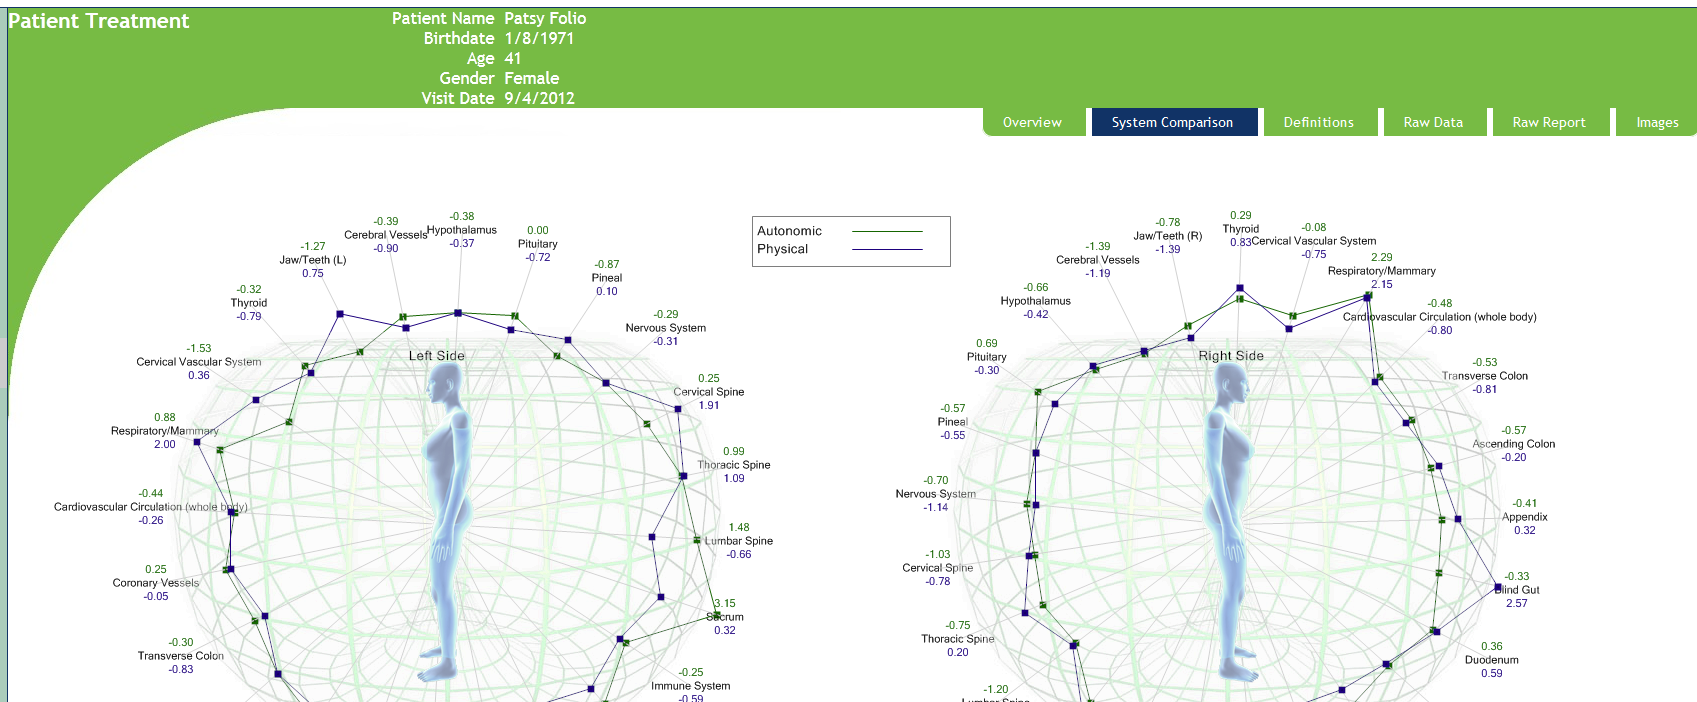 Patient Treatment
Patient Name Patsy Folio
Birthdate 1/8/1971
Age 41
Gender Female
Visit Date 9/4/2012
Overview
System Comparison
Definitions
Raw Data
Raw Report
Images
Autonomic
Physical
Left Side
-0.38
Hypothalamus
-0.37
0.00
Pituitary
-0.72
-0.87
Pineal
0.10
-0.29
Nervous System
-0.31
0.25
Cervical Spine
1.91
0.99
Thoracic Spine
1.09
1.48
Lumbar Spine
-0.66
3.15
Sacrum
0.32
-0.25
Immune System
-0.59
-0.39
Cerebral Vessels
-0.90
-1.27
Jaw/Teeth (L)
0.75
-0.32
Thyroid
-0.79
-1.53
Cervical Vascular System
0.36
0.88
Respiratory/Mammary
2.00
-0.44
Cardiovascular Circulation (whole body)
-0.26
0.25
Coronary Vessels
-0.05
-0.30
Transverse Colon
-0.83
Right Side
0.29
Thyroid
0.83
-0.08
Cervical Vascular System
-0.75
2.29
Respiratory/Mammary
2.15
-0.48
Cardiovascular Circulation (whole body)
-0.80
-0.53
Transverse Colon
-0.81
-0.57
Ascending Colon
-0.20
-0.41
Appendix
0.32
-0.33
Blind Gut
2.57
0.36
Duodenum
0.59
-0.78
Jaw/Teeth (R)
-1.39
-1.39
Cerebral Vessels
-1.19
-0.66
Hypothalamus
-0.42
0.69
Pituitary
-0.30
-0.57
Pineal
-0.55
-0.70
Nervous System
-1.14
-1.03
Cervical Spine
-0.78
-0.75
Thoracic Spine
0.20
-1.20
Lumbar Spine